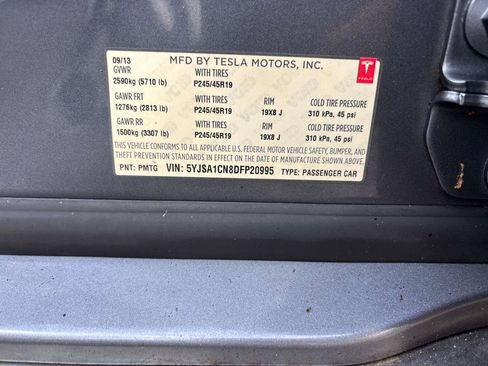 09/13 MFD BY TESLA MOTORS, INC.
GVWR WITH TIRES
2590kg (5710 lb) P245/45R19
TESLA
GAWR FRT WITH TIRES RIM COLD TIRE PRESSURE
1276kg (2813 lb) P245/45R19 19X8 J 310 kPa, 45 psi
GAWR RR WITH TIRES RIM COLD TIRE PRESSURE
1500kg (3307 lb) P245/45R19 19X8 J 310 kPa, 45 psi
THIS VEHICLE CONFORMS TO ALL APPLICABLE U.S. FEDERAL MOTOR VEHICLE SAFETY, BUMPER, AND
THEFT PREVENTION STANDARDS IN EFFECT ON THE DATE OF MANUFACTURE SHOWN ABOVE.
PNT: PMTG VIN: 5YJSA1CN8DFP20995 TYPE: PASSENGER CAR